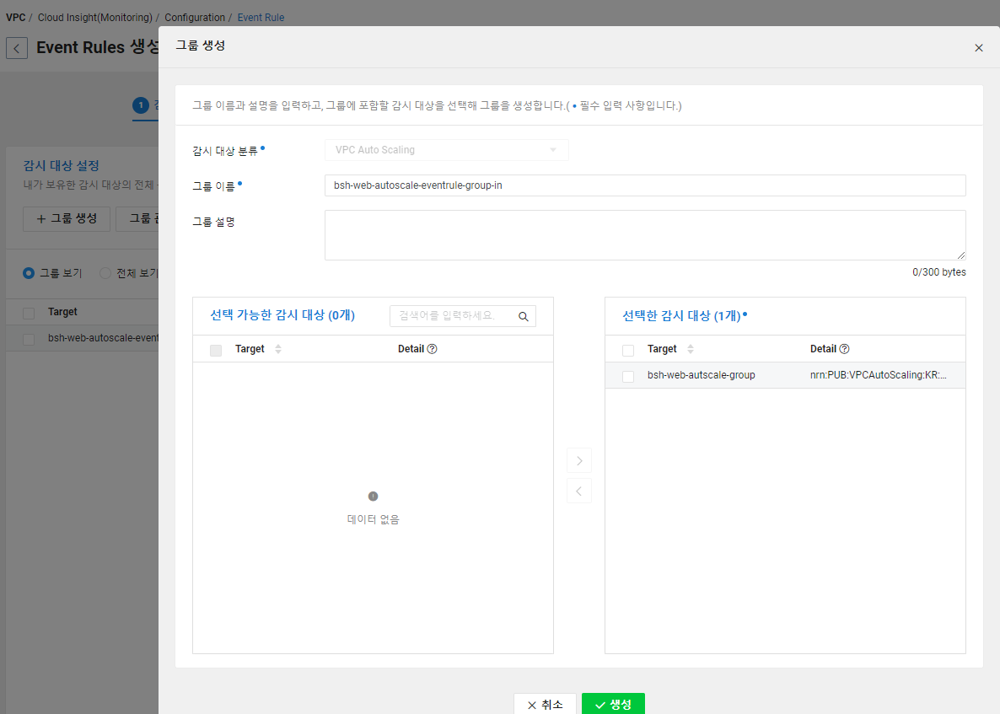 VPC / Cloud Insight(Monitoring) / Configuration / Event Rule
Event Rules 생성
그룹 생성
1
그룹 이름과 설명을 입력하고, 그룹에 포함할 감시 대상을 선택해 그룹을 생성합니다.( • 필수 입력 사항입니다.)
감시 대상 설정
내가 보유한 감시 대상의 전체
+ 그룹 생성
그룹
그룹 보기
전체 보기
Target
bsh-web-autoscale-event
감시 대상 분류•
VPC Auto Scaling
그룹 이름•
bsh-web-autoscale-eventrule-group-in
그룹 설명
0/300 bytes
선택 가능한 감시 대상 (0개)
검색어를 입력하세요.
Target
Detail ?
데이터 없음
선택한 감시 대상 (1개)•
Target
Detail ?
bsh-web-autscale-group
nrn:PUB:VPCAutoScaling:KR:...
취소
생성